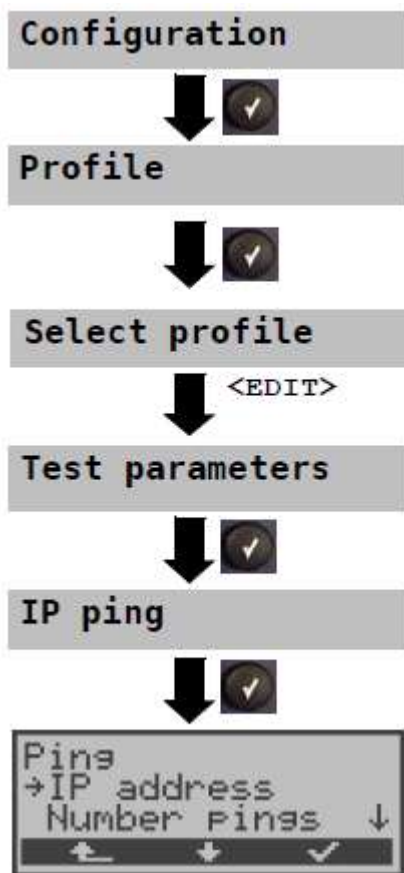 Configuration
Profile
Select profile
<EDIT>
Test parameters
IP ping
Ping
→IP address
Number pings ↓